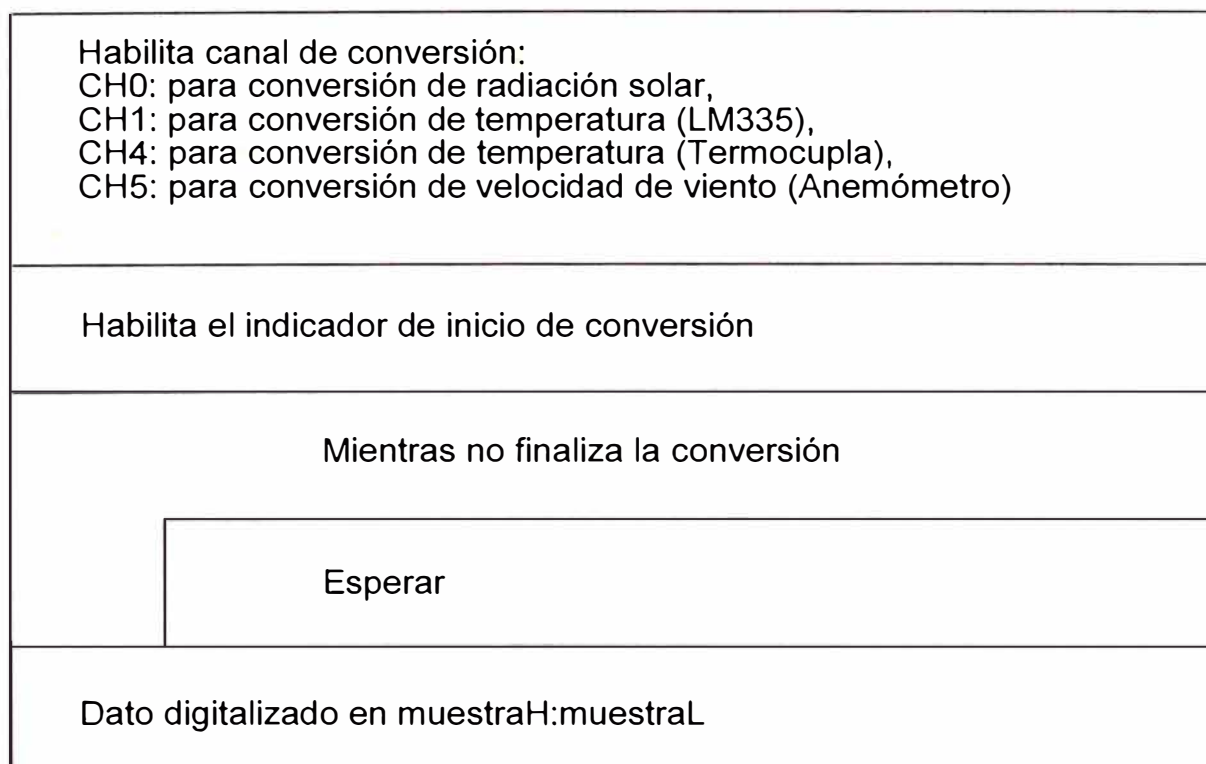 Habilita canal de conversión:
CH0: para conversión de radiación solar,
CH1: para conversión de temperatura (LM335),
CH4: para conversión de temperatura (Termocupla),
CH5: para conversión de velocidad de viento (Anemómetro)
Habilita el indicador de inicio de conversión
Mientras no finaliza la conversión
Esperar
Dato digitalizado en muestraH:muestraL